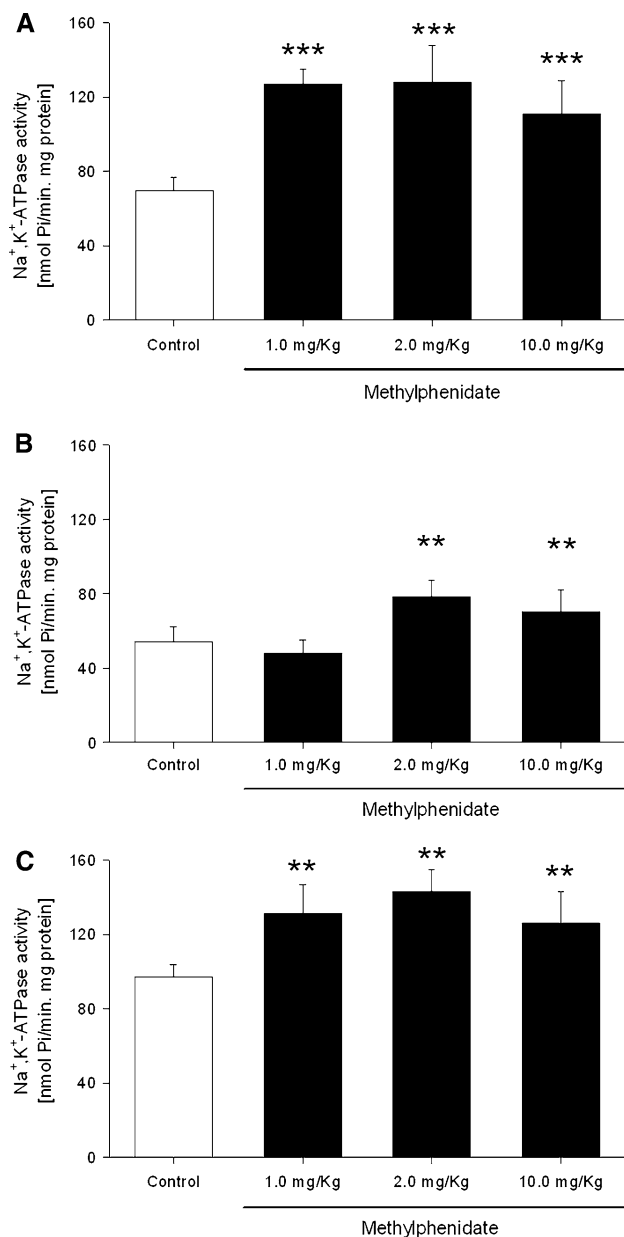 A
Na+,K+-ATPase activity
[nmol Pi/min. mg protein]
160
120
80
40
0
***
***
***
Control
1.0 mg/Kg
2.0 mg/Kg
10.0 mg/Kg
Methylphenidate
B
Na+,K+-ATPase activity
[nmol Pi/min. mg protein]
160
120
80
40
0
**
**
Control
1.0 mg/Kg
2.0 mg/Kg
10.0 mg/Kg
Methylphenidate
C
Na+,K+-ATPase activity
[nmol Pi/min. mg protein]
160
120
80
40
0
**
**
**
Control
1.0 mg/Kg
2.0 mg/Kg
10.0 mg/Kg
Methylphenidate